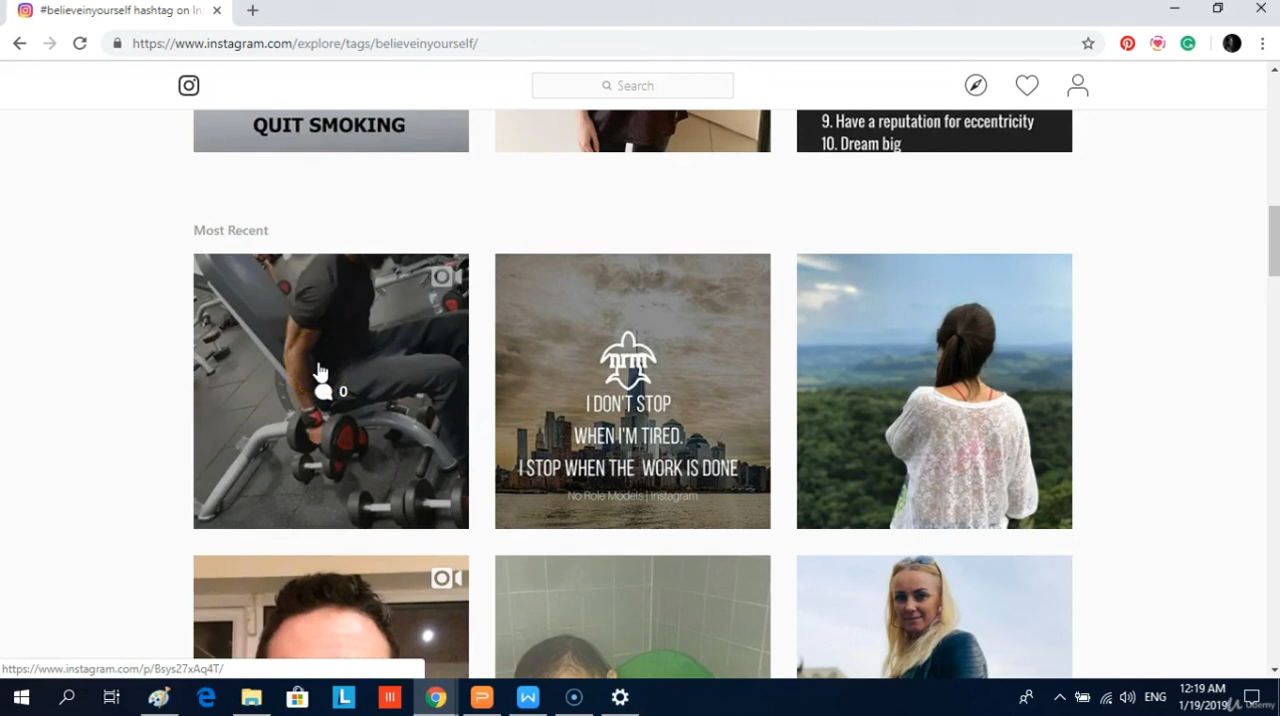 #believeinyourself hashtag on In
https://www.instagram.com/explore/tags/believeinyourself/
Search
QUIT SMOKING
9. Have a reputation for eccentricity
10. Dream big
Most Recent
0
nrm
I DON'T STOP
WHEN I'M TIRED.
I STOP WHEN THE WORK IS DONE
No Role Models | Instagram
https://www.instagram.com/p/Bsys27xAq4T/
ENG
12:19 AM
1/19/2019
Udemy